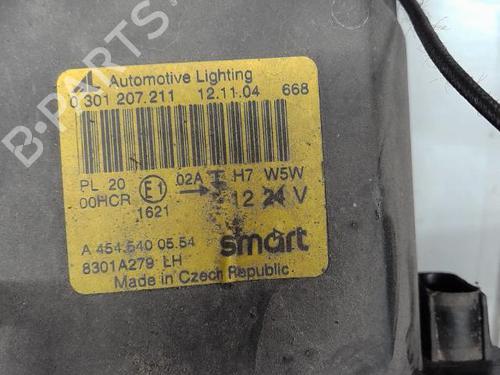 Automotive Lighting
0 301 207.211 12.11.04 668
PL 20 E1 02A H7 W5W
00HCR 1621 12 24 V
A 454.540 05.54 smart
8301A279 LH
Made in Czech Republic
B-PARTS